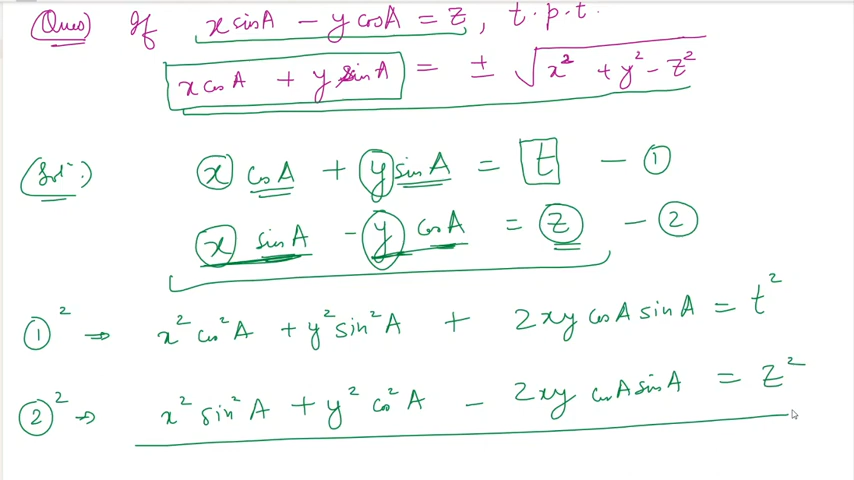 (Ques) If x sinA - y cosA = z, t.p.t.
x cosA + y sinA = ± √x² + y² - z²
(Sol:) x cosA + y sinA = t - ①
x sinA - y cosA = z - ②
①² → x² cos²A + y² sin²A + 2xy cosA sinA = t²
②² → x² sin²A + y² cos²A - 2xy cosA sinA = z²